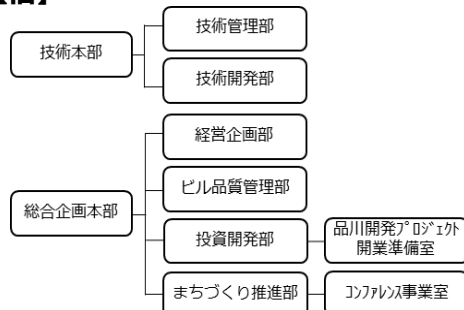 技術管理部
技術本部
技術開発部
経営企画部
ビル品質管理部
総合企画本部
投資開発部
品川開発ﾌﾟﾛｼﾞｪｸﾄ
開業準備室
まちづくり推進部
ｺﾝﾌｧﾚﾝｽ事業室